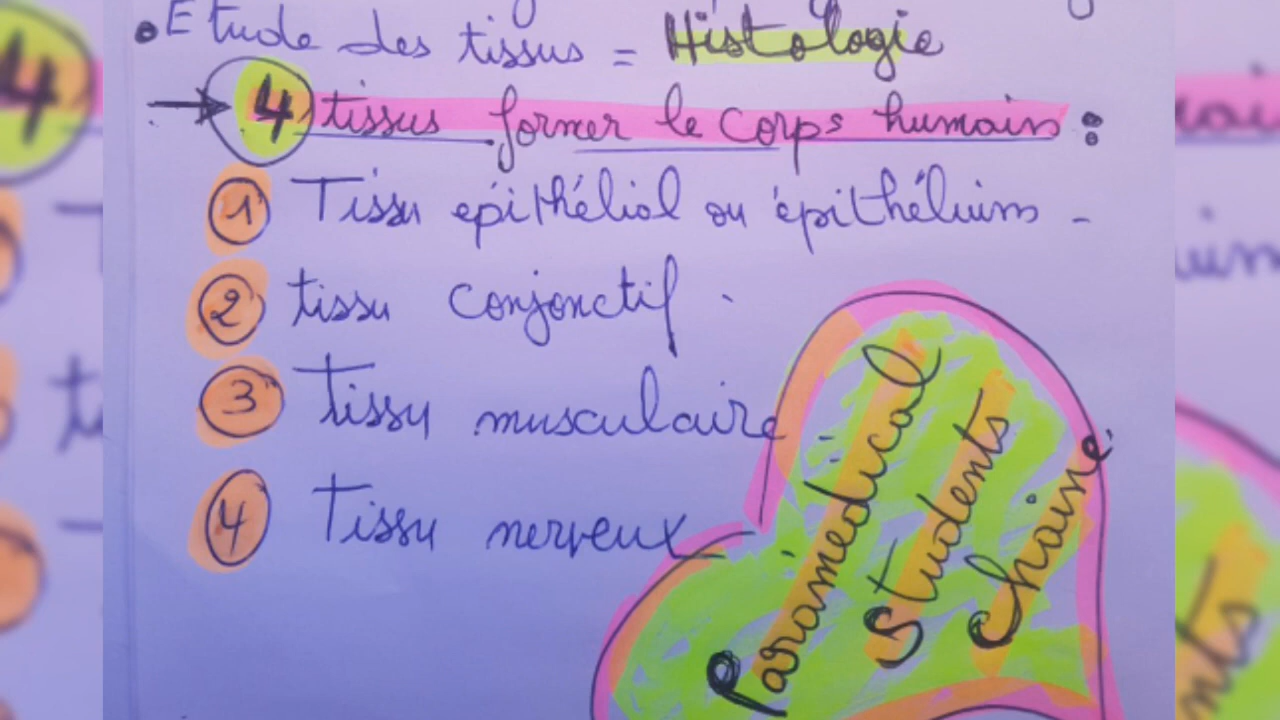 • Etude des tissus = Histologie
→ 4 tissus former le corps humain :
1 Tissu épithélial ou épithéliums -
2 tissu conjonctif.
3 Tissu musculaire
4 Tissu nerveux
Paramédical
Students
Chaine